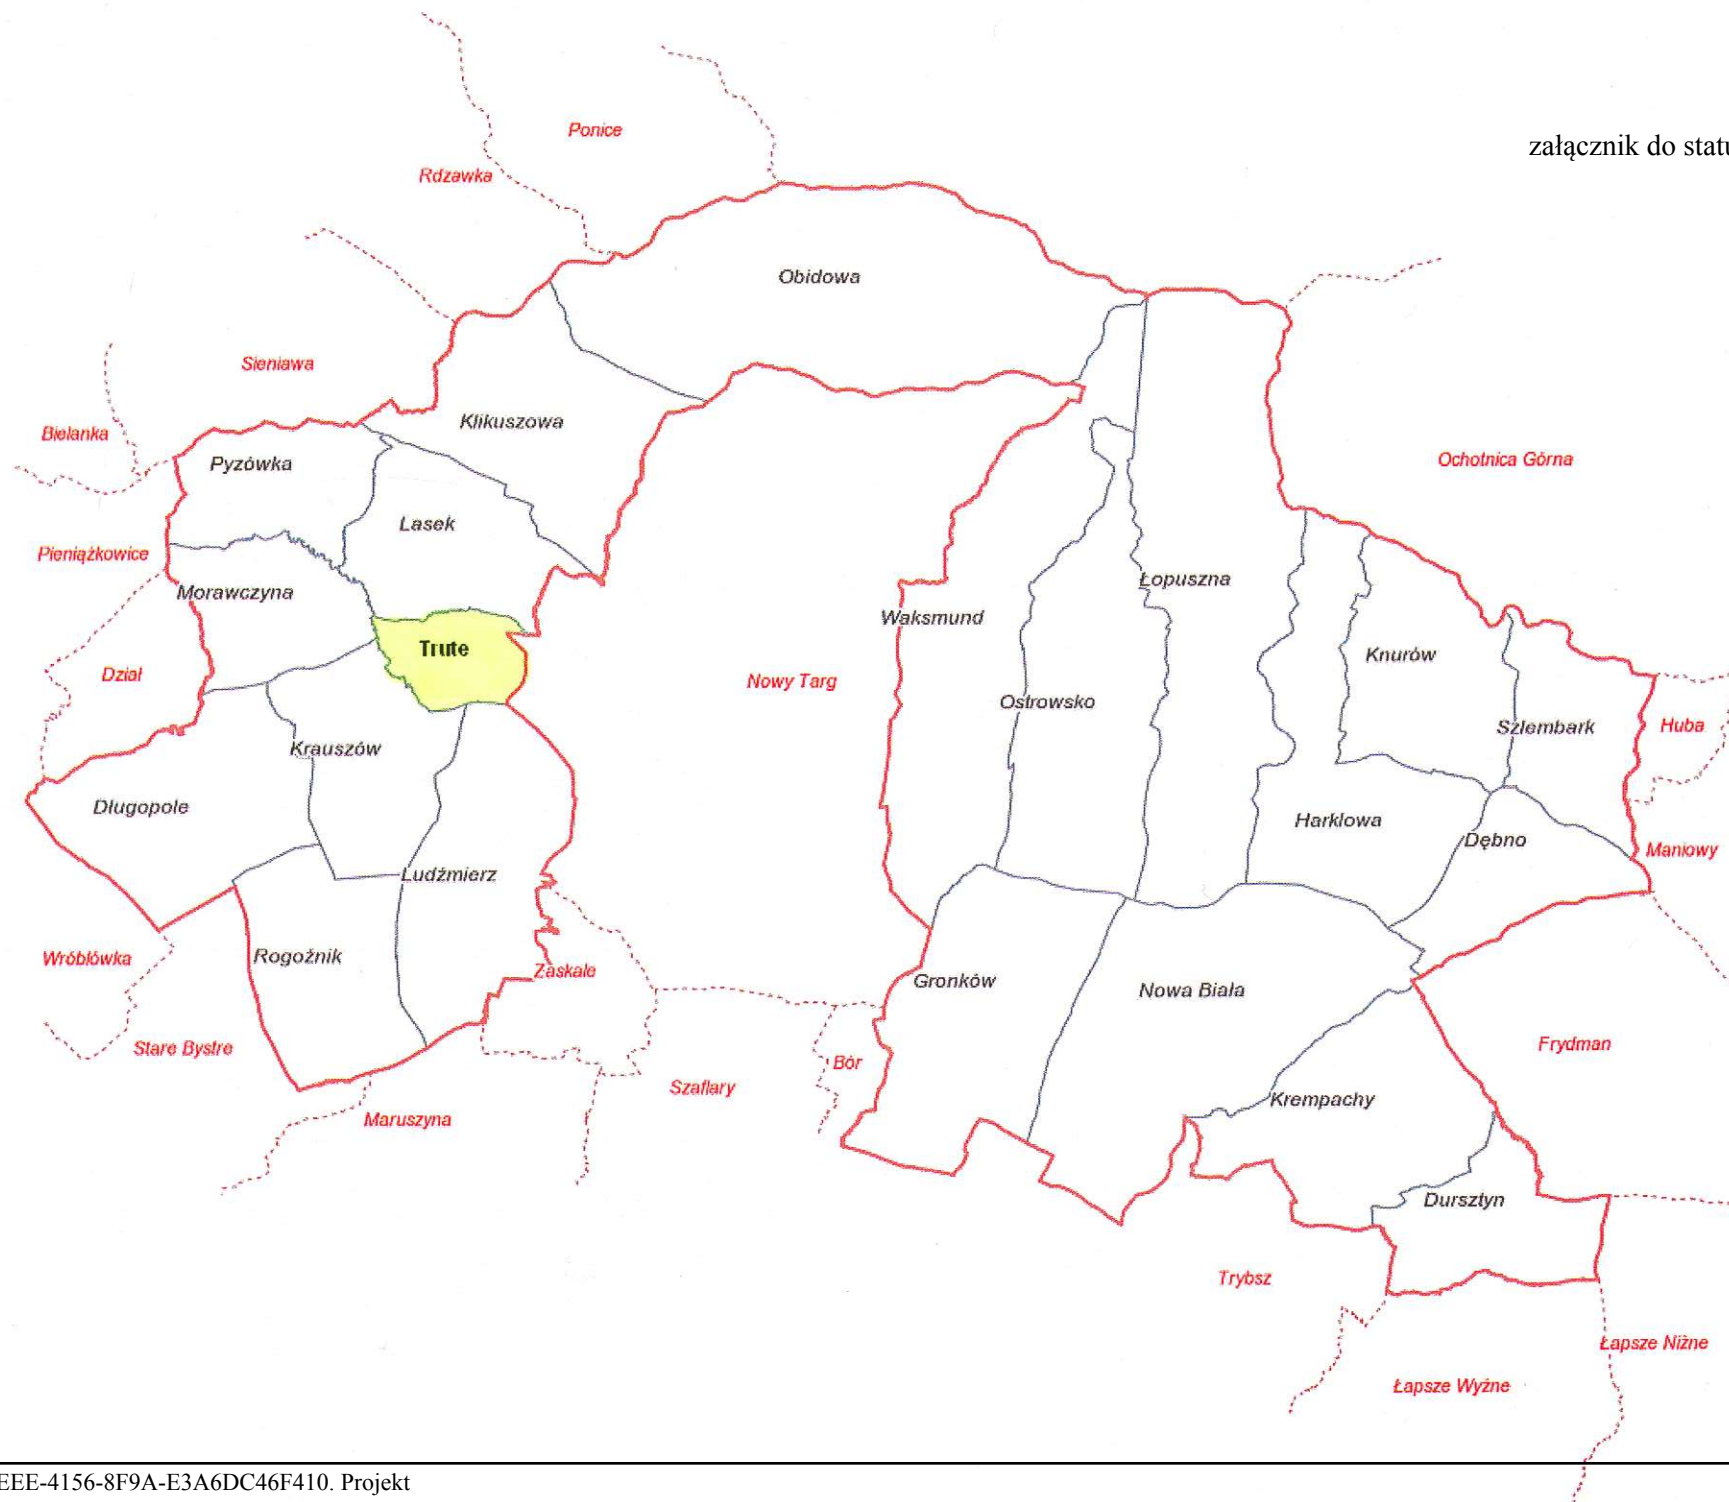 Ponice
załącznik do statu
Rdzawka
Obidowa
Sieniawa
Klikuszowa
Bielanka
Pyzówka
Ochotnica Górna
Lasek
Pieniążkowice
Morawczyna
Łopuszna
Waksmund
Trute
Knurów
Dział
Nowy Targ
Ostrowsko
Szlembark
Huba
Krauszów
Długopole
Harklowa
Dębno
Maniowy
Ludźmierz
Wróblówka
Rogoźnik
Zaskale
Gronków
Nowa Biała
Stare Bystre
Frydman
Bór
Szaflary
Krempachy
Maruszyna
Dursztyn
Trybsz
Łapsze Niżne
Łapsze Wyżne
EEE-4156-8F9A-E3A6DC46F410. Projekt